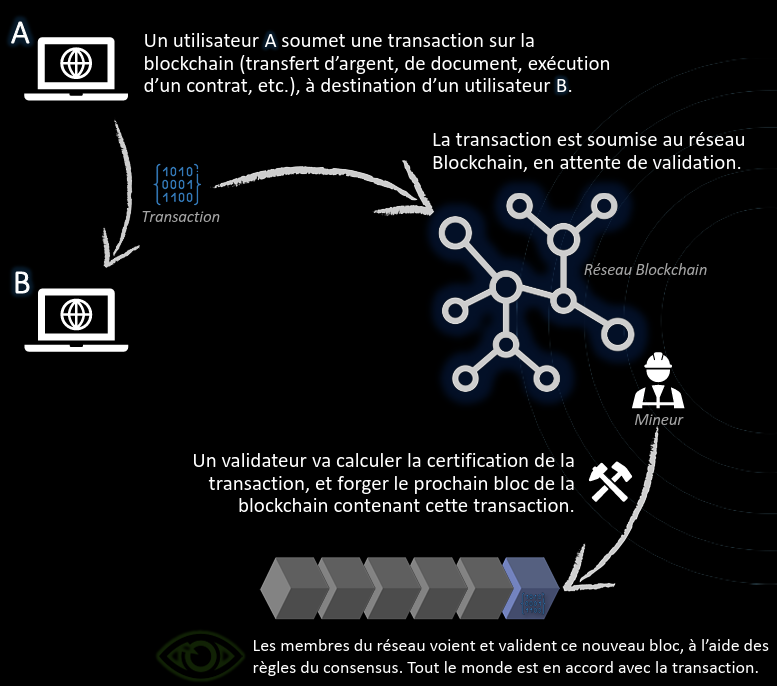 A
Un utilisateur A soumet une transaction sur la
blockchain (transfert d'argent, de document, exécution
d'un contrat, etc.), à destination d'un utilisateur B.
La transaction est soumise au réseau
Blockchain, en attente de validation.
1010
0001
1100
Transaction
Réseau Blockchain
B
Mineur
Un validateur va calculer la certification de la
transaction, et forger le prochain bloc de la
blockchain contenant cette transaction.
Les membres du réseau voient et valident ce nouveau bloc, à l'aide des
règles du consensus. Tout le monde est en accord avec la transaction.